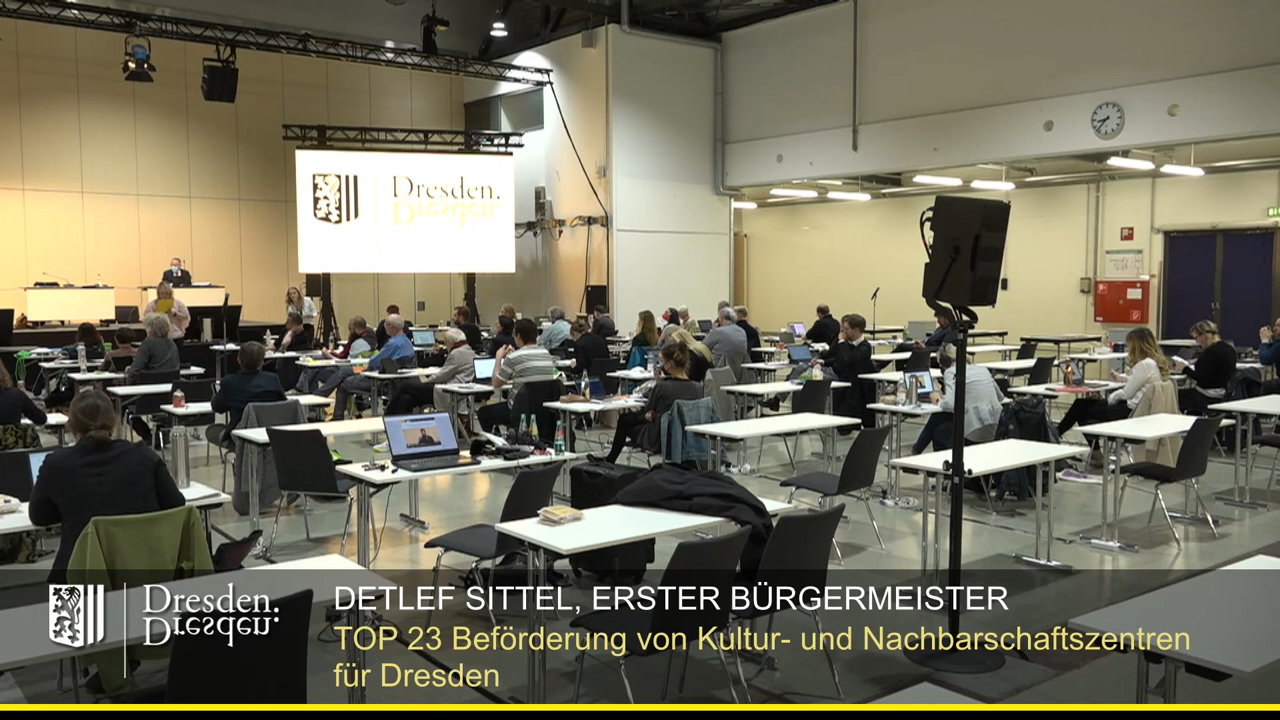 Dresden.
Dresden.
DETLEF SITTEL, ERSTER BÜRGERMEISTER
TOP 23 Beförderung von Kultur- und Nachbarschaftszentren
für Dresden